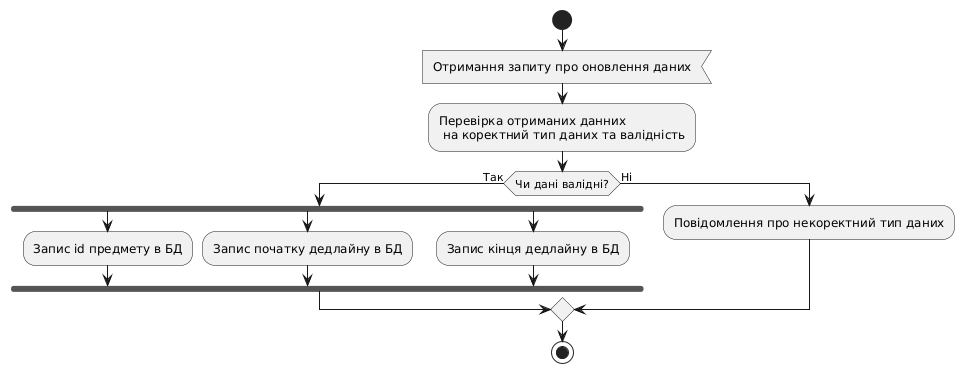 Отримання запиту про оновлення даних
Перевірка отриманих данних
на коректний тип даних та валідність
Так
Чи дані валідні?
Ні
Запис id предмету в БД
Запис початку дедлайну в БД
Запис кінця дедлайну в БД
Повідомлення про некоректний тип даних